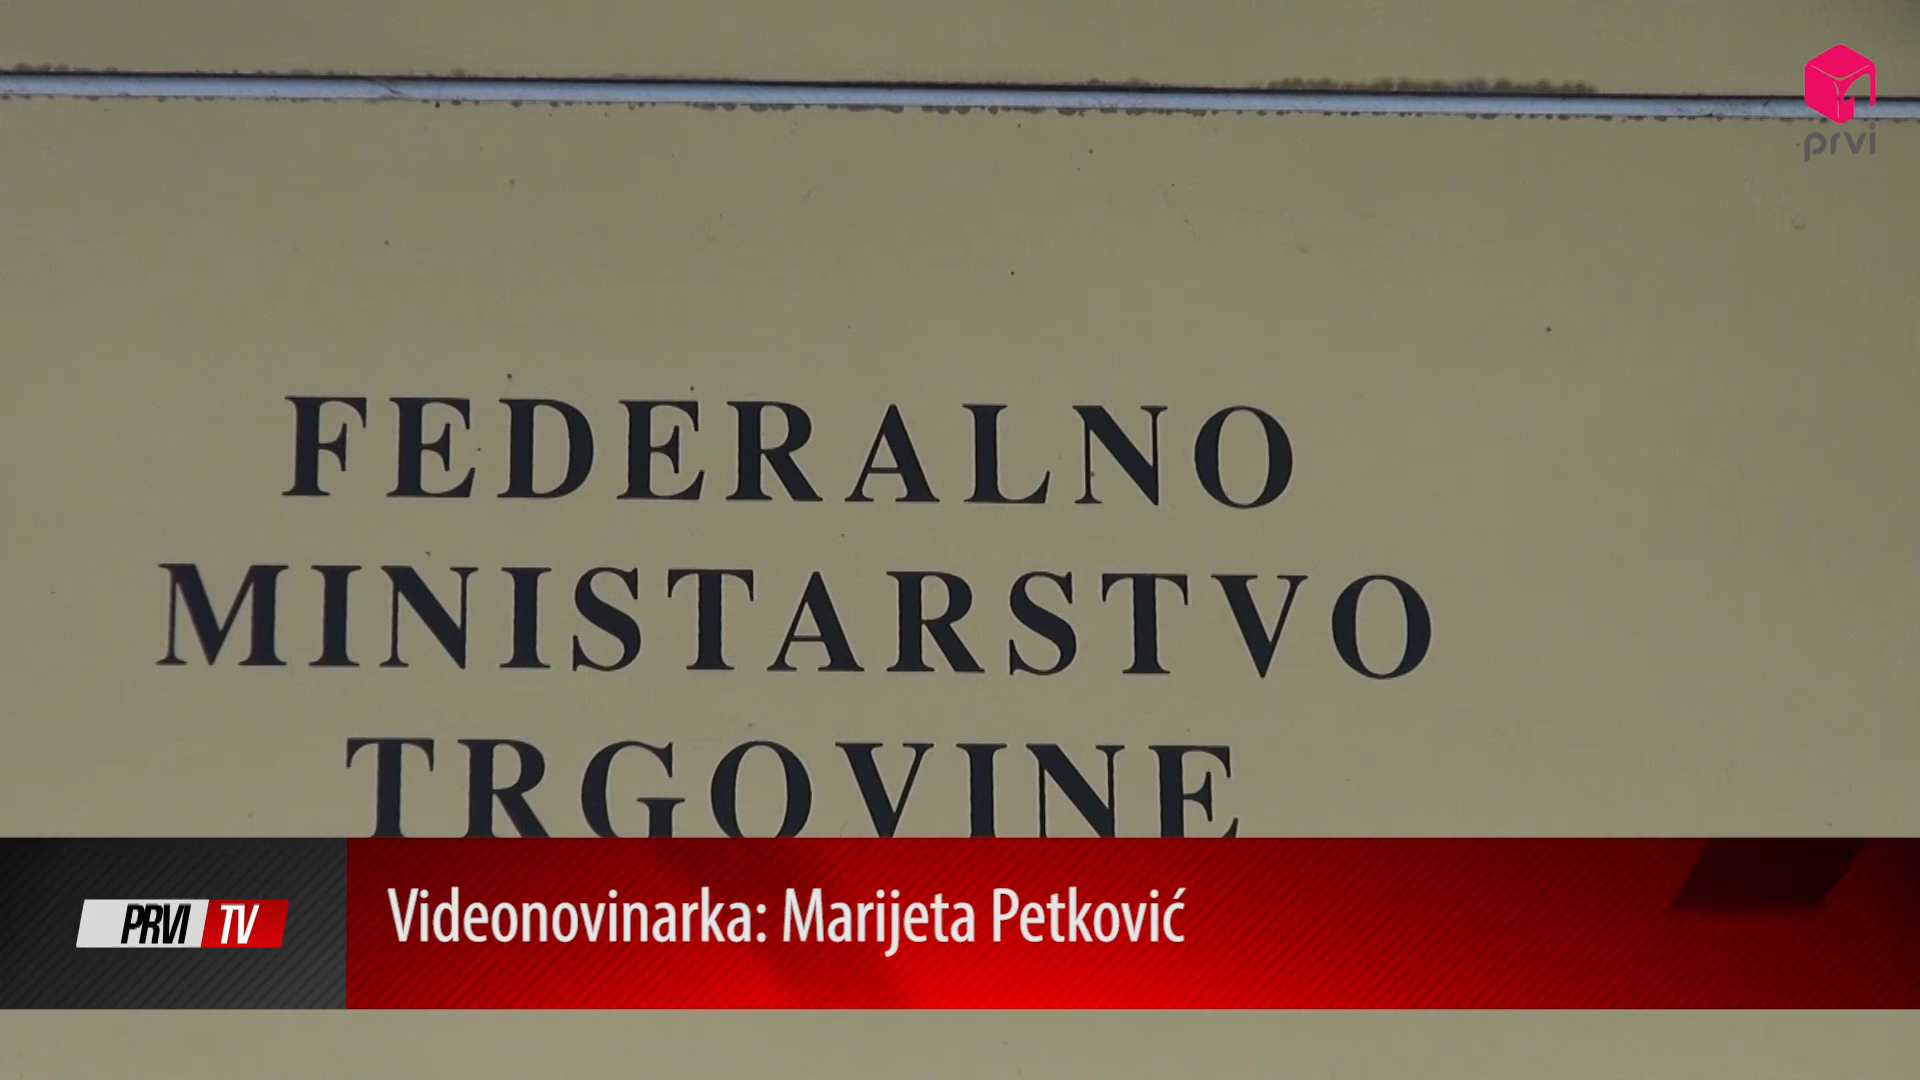 prvi
FEDERALNO
MINISTARSTVO
TRGOVINE
PRVI TV
Videonovinarka: Marijeta Petković